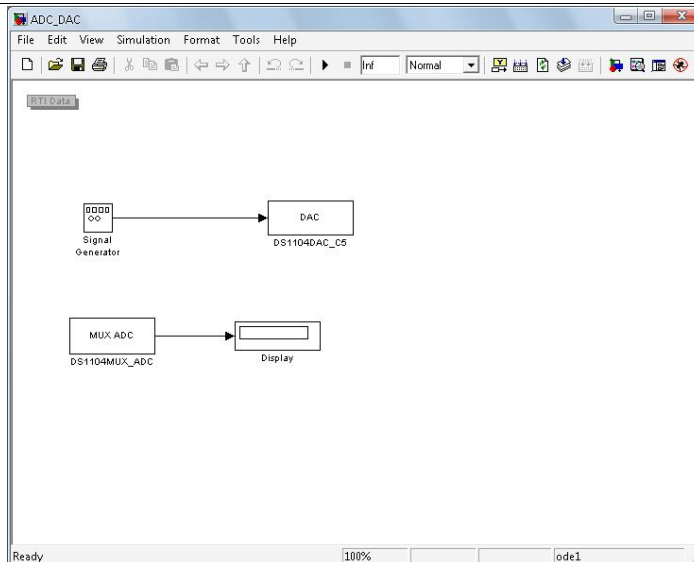 ADC_DAC
File Edit View Simulation Format Tools Help
Inf Normal
RTI Data
DAC
Signal
Generator
DS1104DAC_C5
MUX ADC
DS1104MUX_ADC
Display
Ready 100% ode1